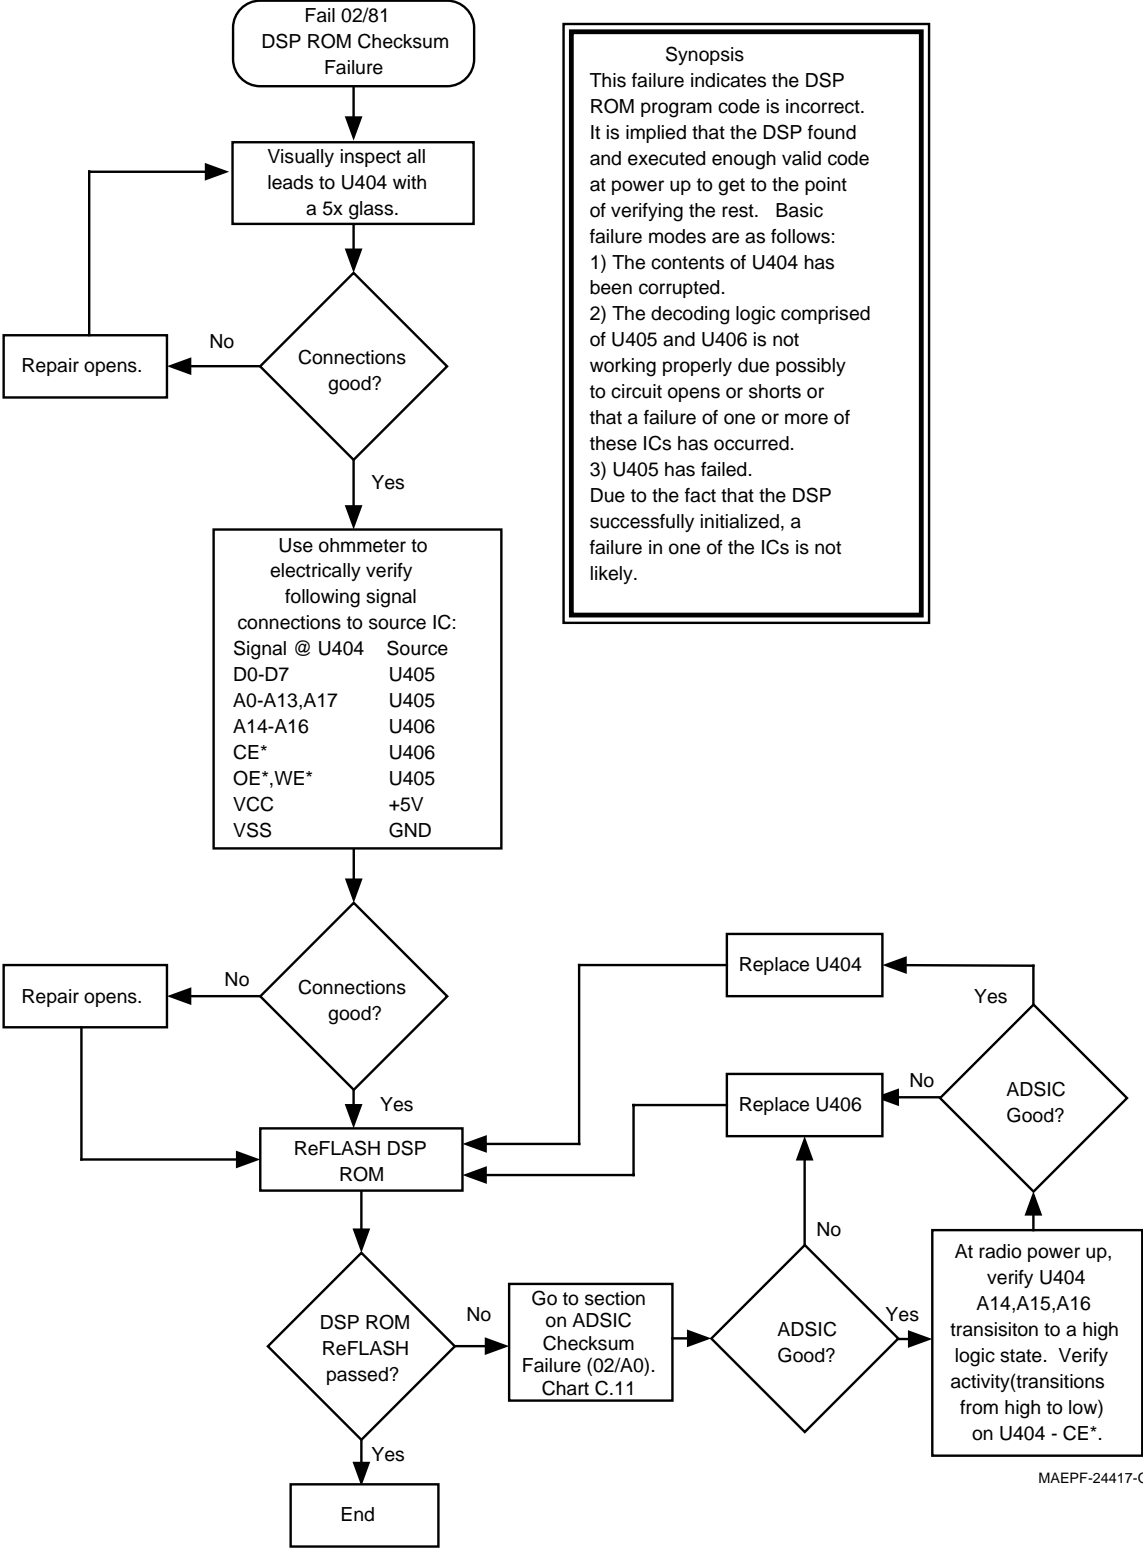 Fail 02/81
DSP ROM Checksum
Failure
Synopsis
This failure indicates the DSP
ROM program code is incorrect.
It is implied that the DSP found
and executed enough valid code
at power up to get to the point
of verifying the rest.   Basic
failure modes are as follows:
1) The contents of U404 has
been corrupted.
2) The decoding logic comprised
of U405 and U406 is not
working properly due possibly
to circuit opens or shorts or
that a failure of one or more of
these ICs has occurred.
3) U405 has failed.
Due to the fact that the DSP
successfully initialized, a
failure in one of the ICs is not
likely.
Visually inspect all
leads to U404 with
a 5x glass.
Connections
good?
No
Repair opens.
Yes
Use ohmmeter to
electrically verify
following signal
connections to source IC:
Signal @ U404    Source
D0-D7    U405
A0-A13,A17    U405
A14-A16    U406
CE*    U406
OE*,WE*    U405
VCC    +5V
VSS    GND
Connections
good?
No
Repair opens.
Yes
ReFLASH DSP
ROM
DSP ROM
ReFLASH
passed?
Yes
End
No
Go to section
on ADSIC
Checksum
Failure (02/A0).
Chart C.11
ADSIC
Good?
No
Replace U406
Yes
At radio power up,
verify U404
A14,A15,A16
transisiton to a high
logic state.  Verify
activity(transitions
from high to low)
on U404 - CE*.
ADSIC
Good?
No
Yes
Replace U404
MAEPF-24417-